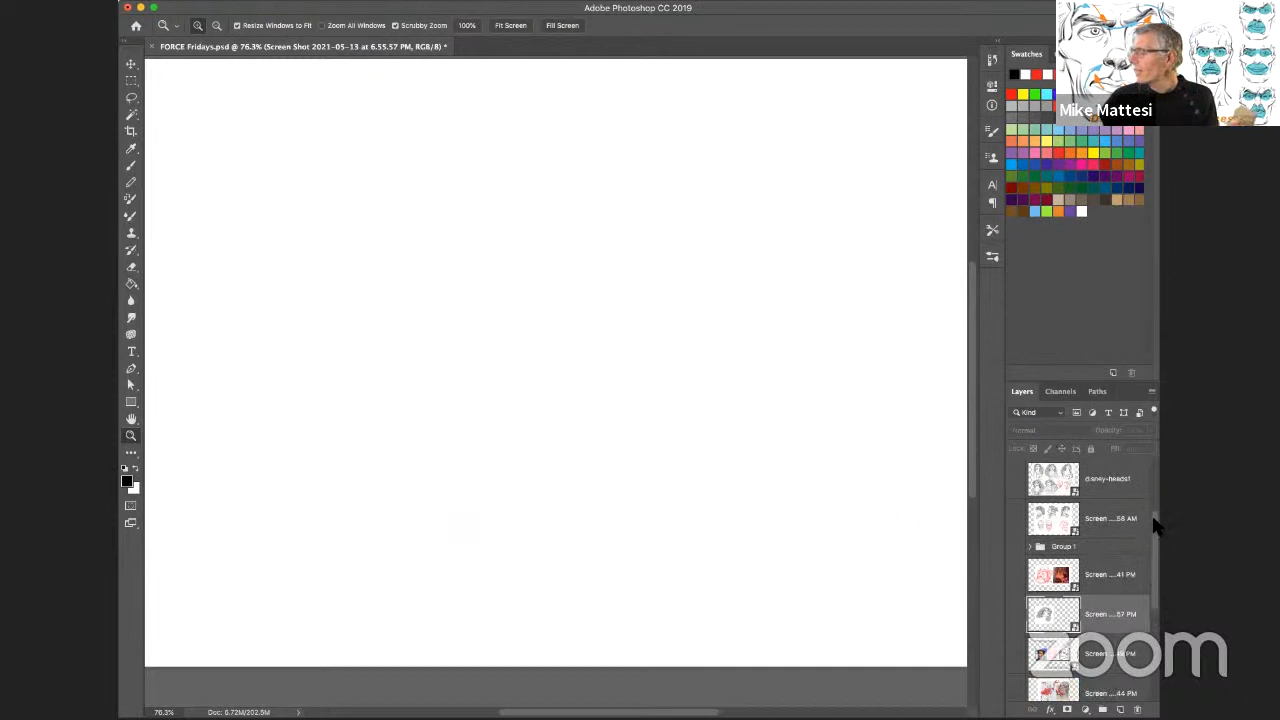 Adobe Photoshop CC 2019
Resize Windows to Fit
Zoom All Windows
Scrubby Zoom
100%
Fit Screen
Fill Screen
FORCE Fridays.psd @ 76.3% (Screen Shot 2021-05-13 at 6.55.57 PM, RGB/8) *
Swatches
Mike Mattesi
Layers
Channels
Paths
Kind
Normal
Opacity:
Lock:
Fill:
disney-heads1
Screen ....58 AM
Group 1
Screen ....41 PM
Screen ....57 PM
Screen ....44 PM
zoom
76.3%
Doc: 6.72M/202.5M